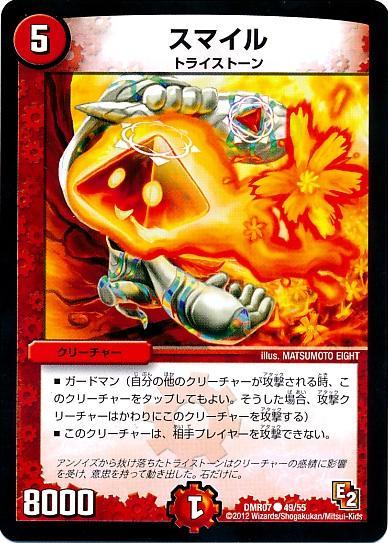 5
スマイル
トライストーン
クリーチャー
illus. MATSUMOTO EIGHT
■ ガードマン(自分の他のクリーチャーが攻撃される時、こ
のクリーチャーをタップしてもよい。そうした場合、攻撃ク
リーチャーはかわりにこのクリーチャーを攻撃する)
■ このクリーチャーは、相手プレイヤーを攻撃できない。
アンノイズから抜け落ちたトライストーンはクリーチャーの感情に影響
を受け、意思を持って動き出した。石だけに。
8000
1
DMR07 ● 49/55
©2012 Wizards/Shogakukan/Mitsui-Kids
E2